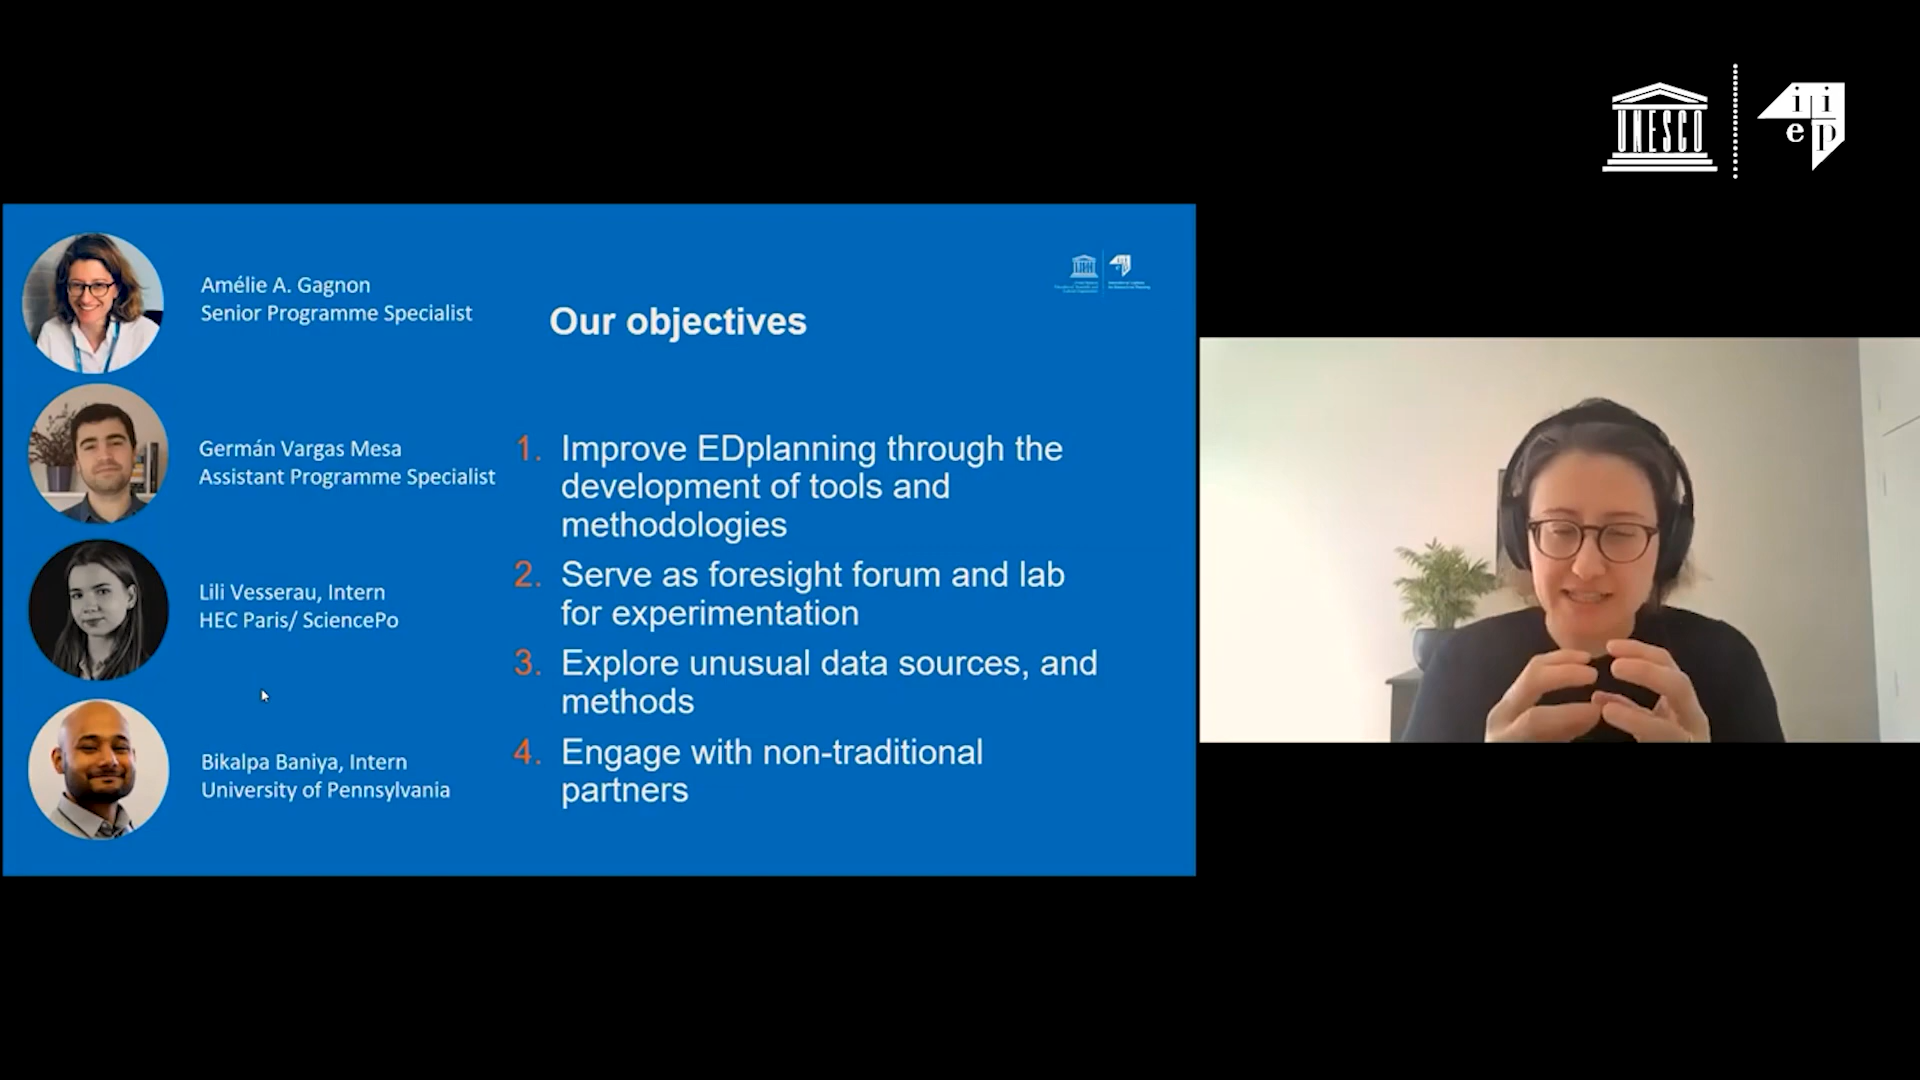 UNESCO
iiep
Amélie A. Gagnon
Senior Programme Specialist
Germán Vargas Mesa
Assistant Programme Specialist
Lili Vesserau, Intern
HEC Paris/ SciencePo
Bikalpa Baniya, Intern
University of Pennsylvania
Our objectives
1. Improve EDplanning through the
development of tools and
methodologies
2. Serve as foresight forum and lab
for experimentation
3. Explore unusual data sources, and
methods
4. Engage with non-traditional
partners